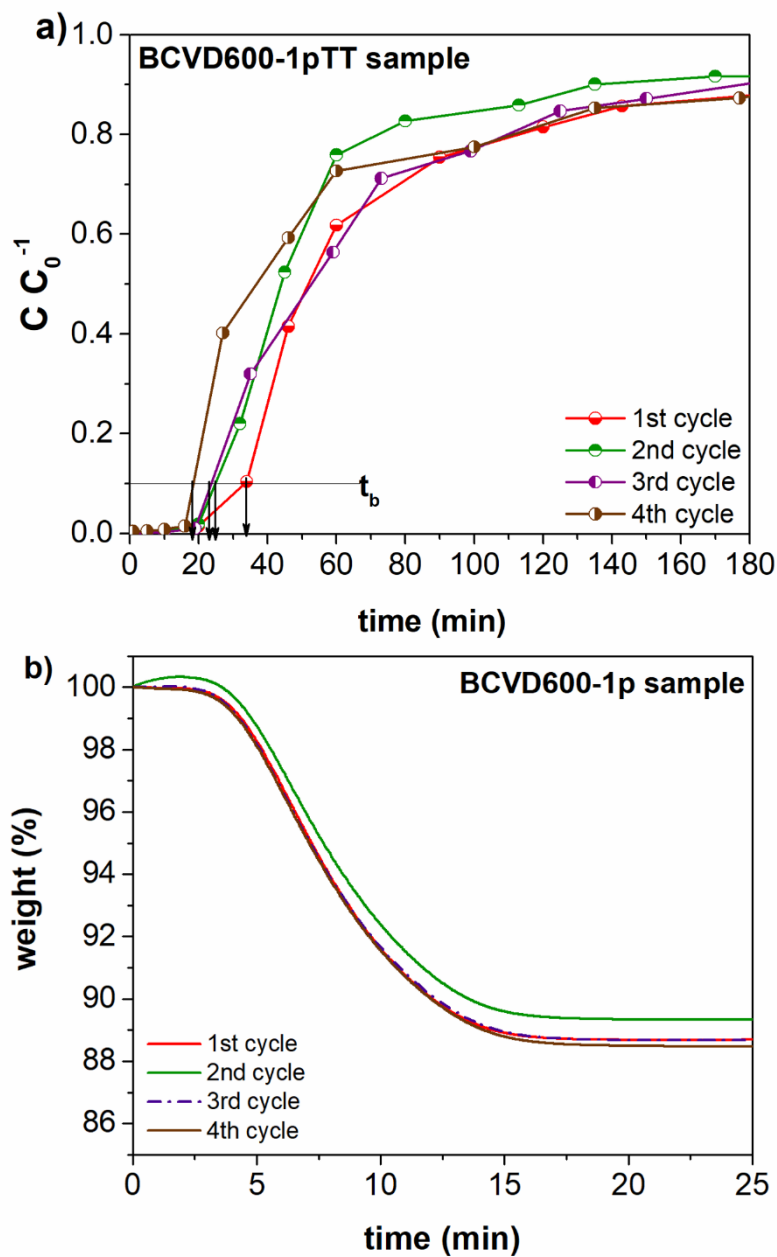 a)
BCVD600-1pTT sample
1.0
0.8
0.6
0.4
0.2
0.0
C C₀⁻¹
1st cycle
2nd cycle
3rd cycle
4th cycle
t_b
0 20 40 60 80 100 120 140 160 180
time (min)
b)
BCVD600-1p sample
100
98
96
94
92
90
88
86
weight (%)
1st cycle
2nd cycle
3rd cycle
4th cycle
0 5 10 15 20 25
time (min)